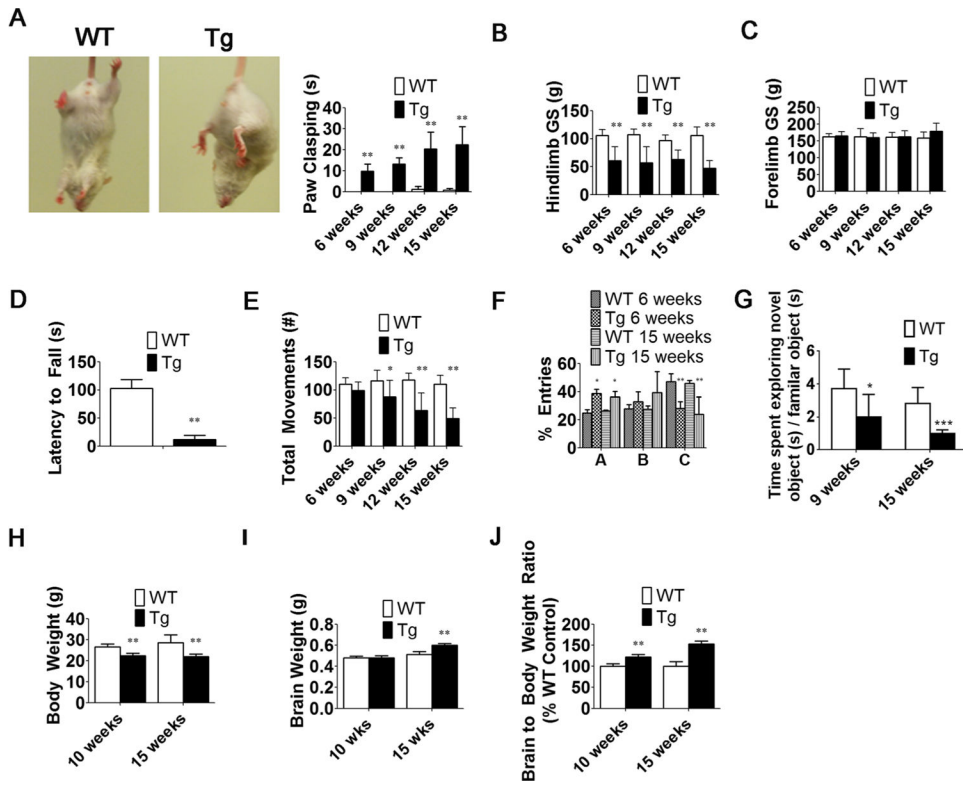 A
WT
Tg
Paw Clasping (s)
WT
Tg
40
30
20
10
0
**
**
**
**
6 weeks
9 weeks
12 weeks
15 weeks
B
Hindlimb GS (g)
WT
Tg
150
100
50
0
**
**
**
**
6 weeks
9 weeks
12 weeks
15 weeks
C
Forelimb GS (g)
WT
Tg
250
200
150
100
50
0
6 weeks
9 weeks
12 weeks
15 weeks
D
Latency to Fall (s)
WT
Tg
150
100
50
0
**
E
Total Movements (#)
WT
Tg
150
100
50
0
*
**
**
6 weeks
9 weeks
12 weeks
15 weeks
F
% Entries
WT 6 weeks
Tg 6 weeks
WT 15 weeks
Tg 15 weeks
60
40
20
0
*
*
**
**
A
B
C
G
Time spent exploring novel
object (s) / familar object (s)
WT
Tg
6
4
2
0
*
***
9 weeks
15 weeks
H
Body Weight (g)
WT
Tg
40
30
20
10
0
**
**
10 weeks
15 weeks
I
Brain Weight (g)
WT
Tg
0.8
0.6
0.4
0.2
0.0
**
10 wks
15 wks
J
Brain to Body Weight Ratio
(% WT Control)
WT
Tg
200
150
100
50
0
**
**
10 weeks
15 weeks